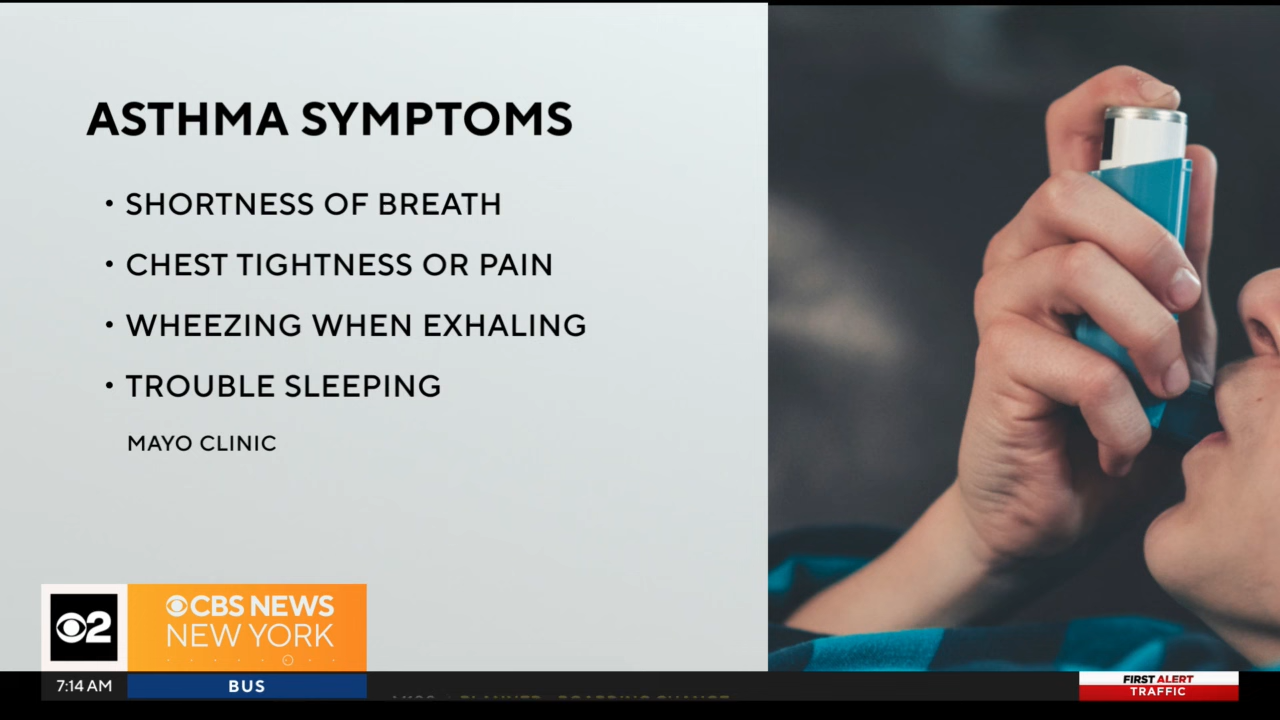 ASTHMA SYMPTOMS
• SHORTNESS OF BREATH
• CHEST TIGHTNESS OR PAIN
• WHEEZING WHEN EXHALING
• TROUBLE SLEEPING
MAYO CLINIC
2
CBS NEWS
NEW YORK
7:14 AM
BUS
FIRST ALERT
TRAFFIC